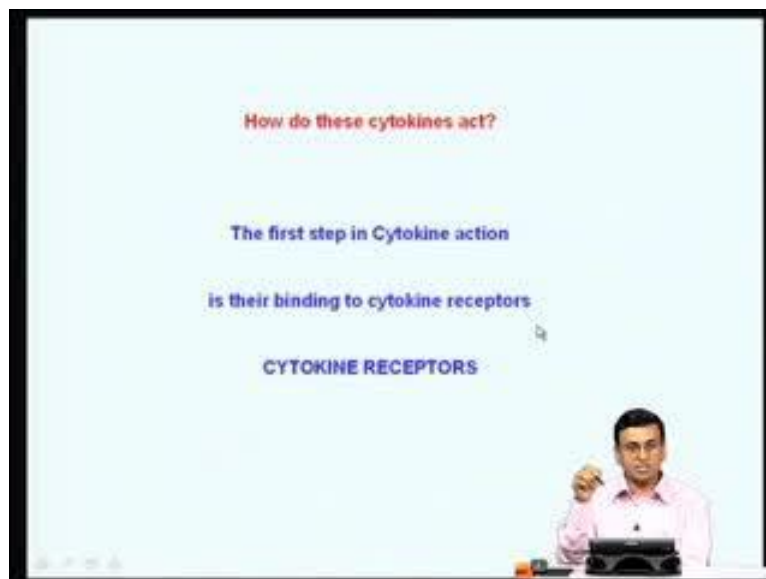 How do these cytokines act?
The first step in Cytokine action
is their binding to cytokine receptors
CYTOKINE RECEPTORS